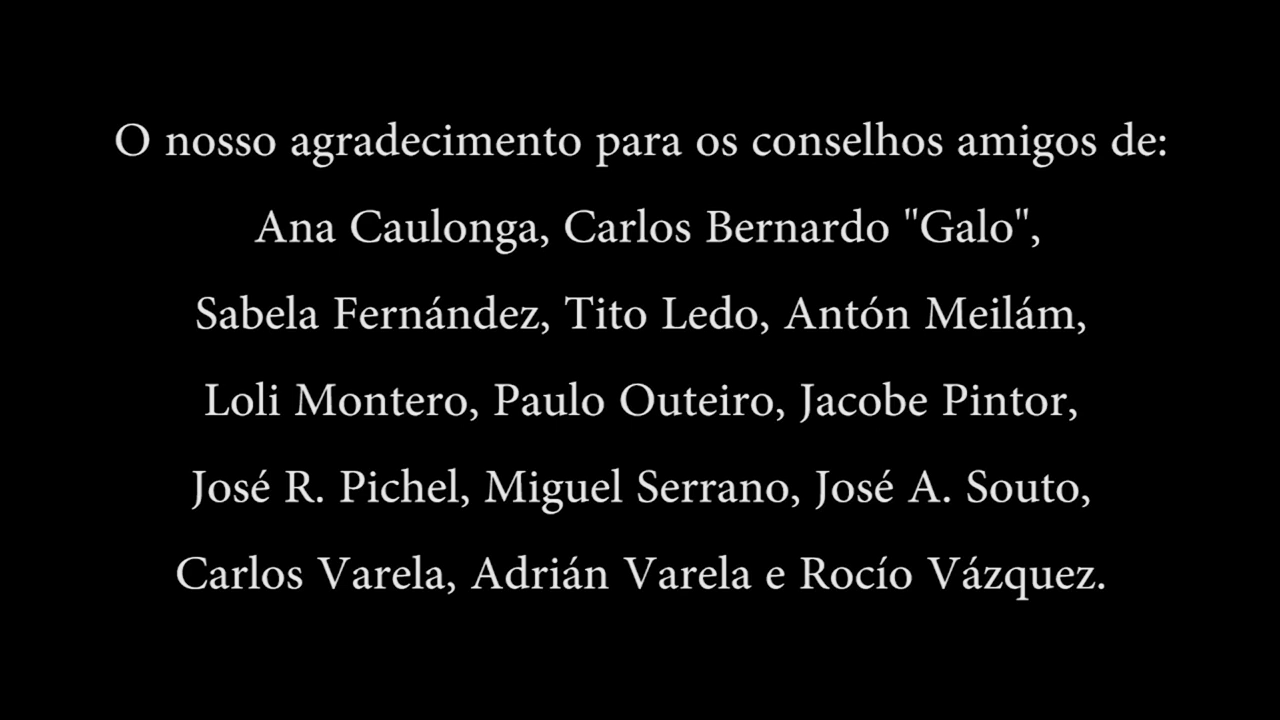 O nosso agradecimento para os conselhos amigos de:
Ana Caulonga, Carlos Bernardo "Galo",
Sabela Fernández, Tito Ledo, Antón Meilám,
Loli Montero, Paulo Outeiro, Jacobe Pintor,
José R. Pichel, Miguel Serrano, José A. Souto,
Carlos Varela, Adrián Varela e Rocío Vázquez.